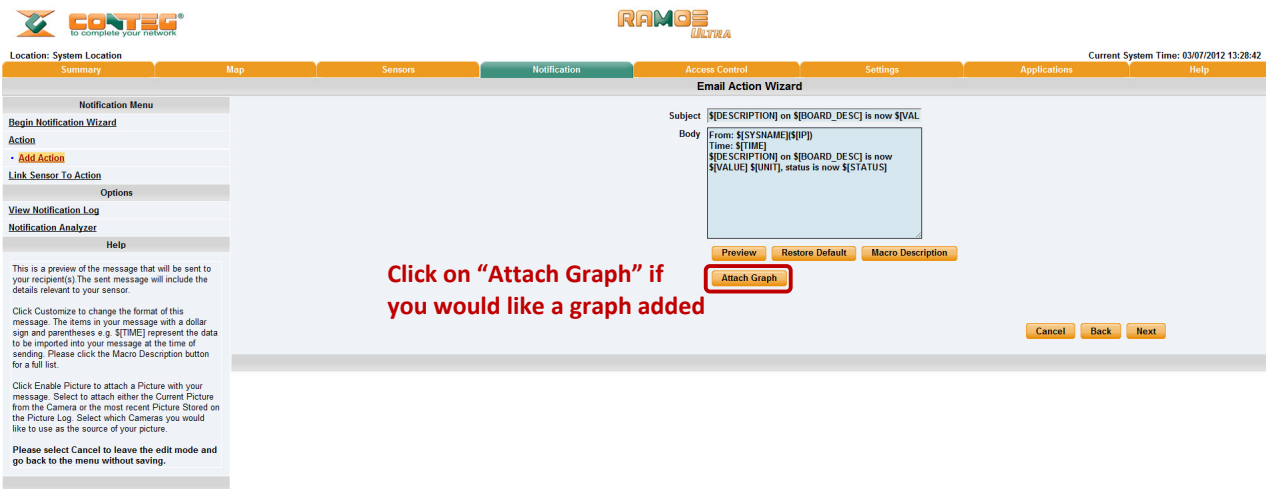 CONTEG®
to complete your network
RAMOS
ULTRA
Location: System Location
Current System Time: 03/07/2012 13:28:42
Summary
Map
Sensors
Notification
Access Control
Settings
Applications
Help
Email Action Wizard
Notification Menu
Begin Notification Wizard
Action
• Add Action
Link Sensor To Action
Options
View Notification Log
Notification Analyzer
Help
This is a preview of the message that will be sent to
your recipient(s).The sent message will include the
details relevant to your sensor.
Click Customize to change the format of this
message. The items in your message with a dollar
sign and parentheses e.g. $[TIME] represent the data
to be imported into your message at the time of
sending. Please click the Macro Description button
for a full list.
Click Enable Picture to attach a Picture with your
message. Select to attach either the Current Picture
from the Camera or the most recent Picture Stored on
the Picture Log. Select which Cameras you would
like to use as the source of your picture.
Please select Cancel to leave the edit mode and
go back to the menu without saving.
Subject $[DESCRIPTION] on $[BOARD_DESC] is now $[VAL
Body
From: $[SYSNAME]($[IP])
Time: $[TIME]
$[DESCRIPTION] on $[BOARD_DESC] is now
$[VALUE] $[UNIT], status is now $[STATUS]
Preview Restore Default Macro Description
Attach Graph
Click on “Attach Graph” if
you would like a graph added
Cancel Back Next